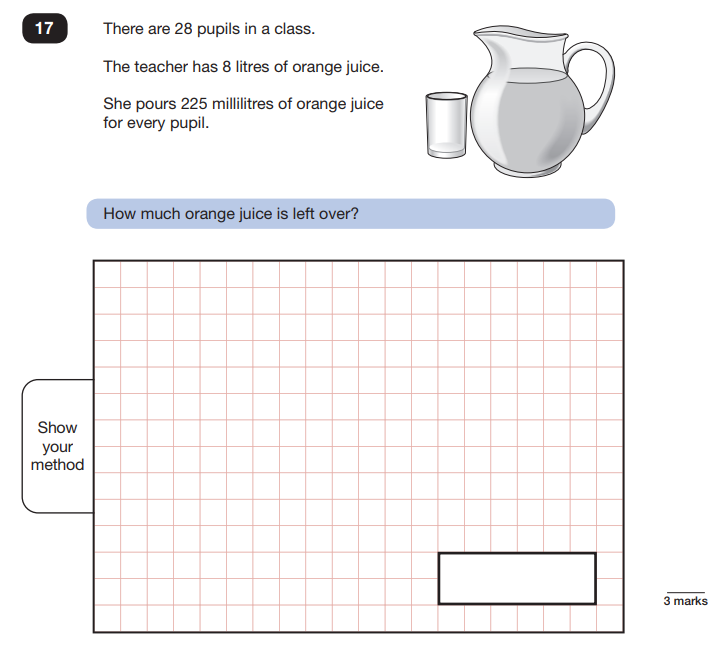 17
There are 28 pupils in a class.
The teacher has 8 litres of orange juice.
She pours 225 millilitres of orange juice
for every pupil.
How much orange juice is left over?
Show
your
method
3 marks